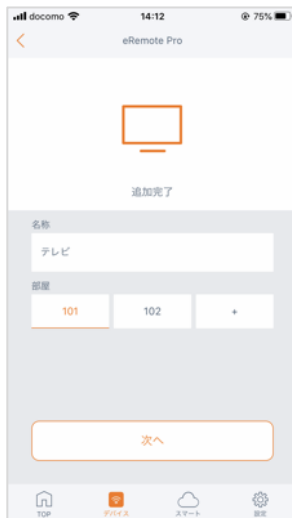 docomo 14:12 75%
eRemote Pro
追加完了
名称
テレビ
部屋
101 102 +
次へ
TOP デバイス スマート 設定